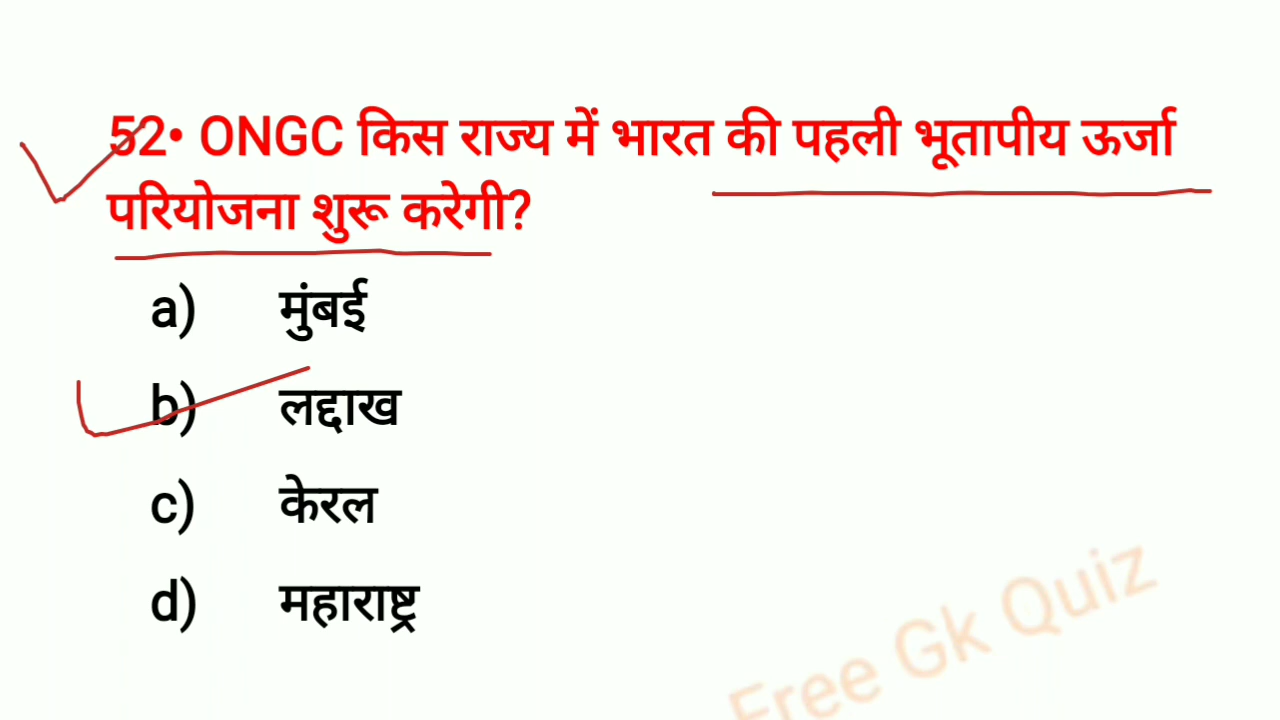 52• ONGC किस राज्य में भारत की पहली भूतापीय ऊर्जा
परियोजना शुरू करेगी?
a) मुंबई
b) लद्दाख
c) केरल
d) महाराष्ट्र
Free Gk Quiz